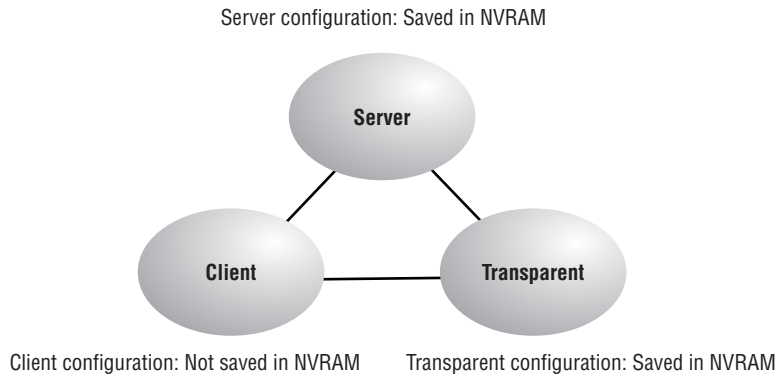 Server configuration: Saved in NVRAM
Server
Client
Transparent
Client configuration: Not saved in NVRAM
Transparent configuration: Saved in NVRAM